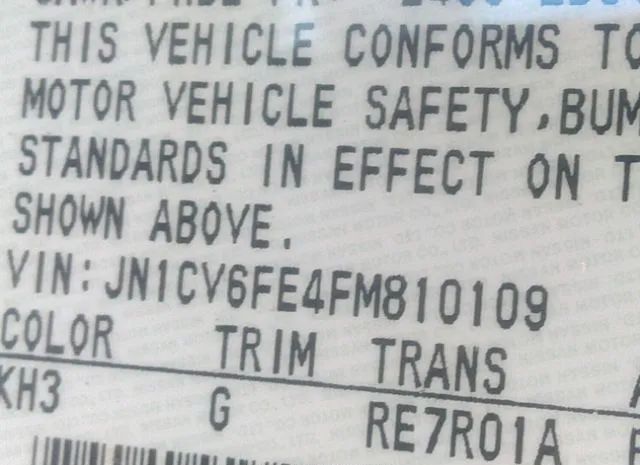 THIS VEHICLE CONFORMS TO
MOTOR VEHICLE SAFETY, BUM
STANDARDS IN EFFECT ON T
SHOWN ABOVE.
VIN: JN1CV6FE4FM810109
COLOR TRIM TRANS
KH3 G RE7R01A